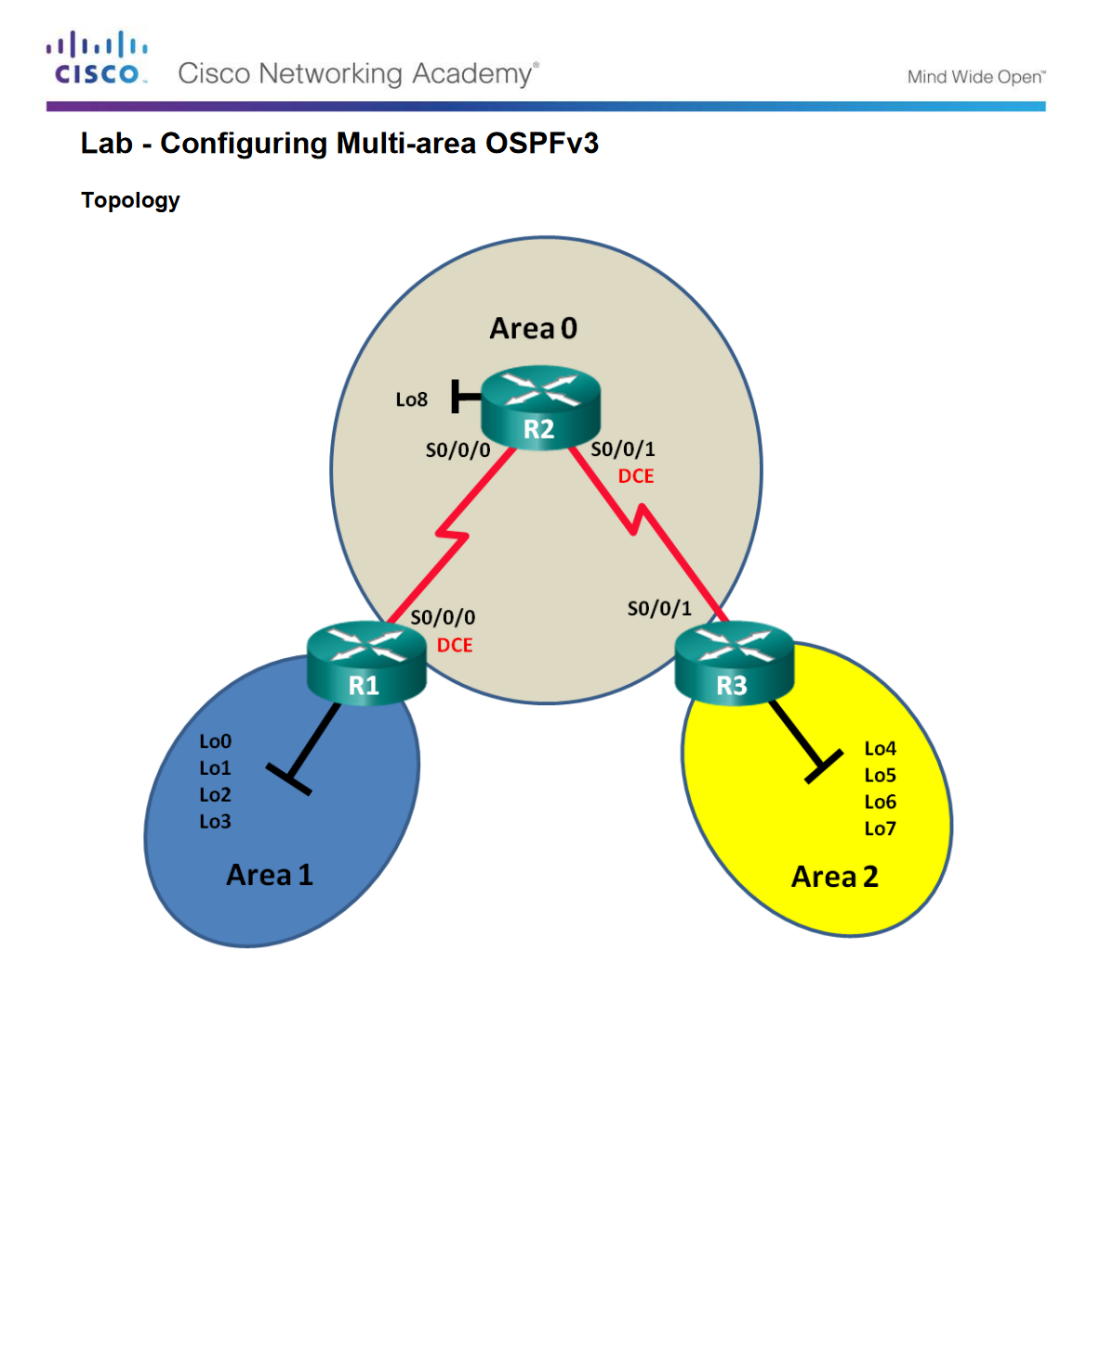 CISCO Cisco Networking Academy® Mind Wide Open™
Lab - Configuring Multi-area OSPFv3
Topology
Area 0
Lo8
R2
S0/0/0
S0/0/1
DCE
S0/0/0
DCE
S0/0/1
R1
R3
Lo0
Lo1
Lo2
Lo3
Area 1
Lo4
Lo5
Lo6
Lo7
Area 2